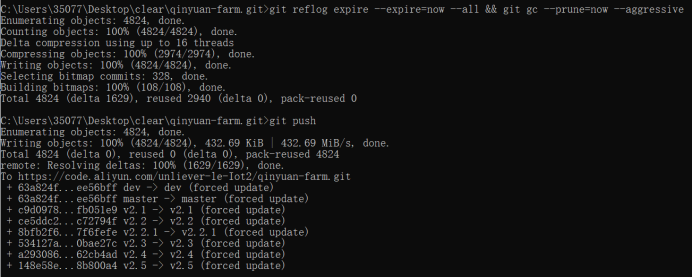 C:\Users\35077\Desktop\clear\qinyuan-farm.git>git reflog expire --expire=now --all && git gc --prune=now --aggressive
Enumerating objects: 4824, done.
Counting objects: 100% (4824/4824), done.
Delta compression using up to 16 threads
Compressing objects: 100% (2974/2974), done.
Writing objects: 100% (4824/4824), done.
Selecting bitmap commits: 328, done.
Building bitmaps: 100% (108/108), done.
Total 4824 (delta 1629), reused 2940 (delta 0), pack-reused 0
C:\Users\35077\Desktop\clear\qinyuan-farm.git>git push
Enumerating objects: 4824, done.
Writing objects: 100% (4824/4824), 432.69 KiB | 432.69 MiB/s, done.
Total 4824 (delta 0), reused 0 (delta 0), pack-reused 4824
remote: Resolving deltas: 100% (1629/1629), done.
To https://code.aliyun.com/unliever-le-Iot2/qinyuan-farm.git
 + 63a824f...ee56bff dev -> dev (forced update)
 + 63a824f...ee56bff master -> master (forced update)
 + c9d0978...fb051e9 v2.1 -> v2.1 (forced update)
 + ce5ddc2...c72794f v2.2 -> v2.2 (forced update)
 + 8bfb2f6...7f6fefe v2.2.1 -> v2.2.1 (forced update)
 + 534127a...0bae27c v2.3 -> v2.3 (forced update)
 + a293086...62cb4ad v2.4 -> v2.4 (forced update)
 + 148e58e...8b800a4 v2.5 -> v2.5 (forced update)